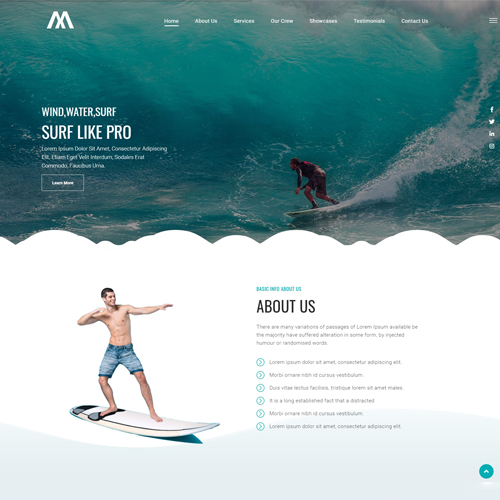 Home About Us Services Our Crew Showcases Testimonials Contact Us
WIND,WATER,SURF
SURF LIKE PRO
Lorem Ipsum Dolor Sit Amet, Consectetur Adipiscing
Elit, Etiam Eget Velit Interdum, Sodales Erat
Commodo, Faucibus Urna.
Learn More
BASIC INFO ABOUT US
ABOUT US
There are many variations of passages of Lorem Ipsum available be
the majority have suffered alteration in some form, by injected
humour or randomised words.
Lorem ipsum dolor sit amet, consectetur adipiscing elit.
Morbi ornare nisl id cursus vestibulum.
Duis vitae lectus facilisis, tristique lorem sit amet males.
It is a long established fact that a distracted
Morbi ornare nisl id cursus vestibulum.
Lorem ipsum dolor sit amet, consectetur adipiscing elit.